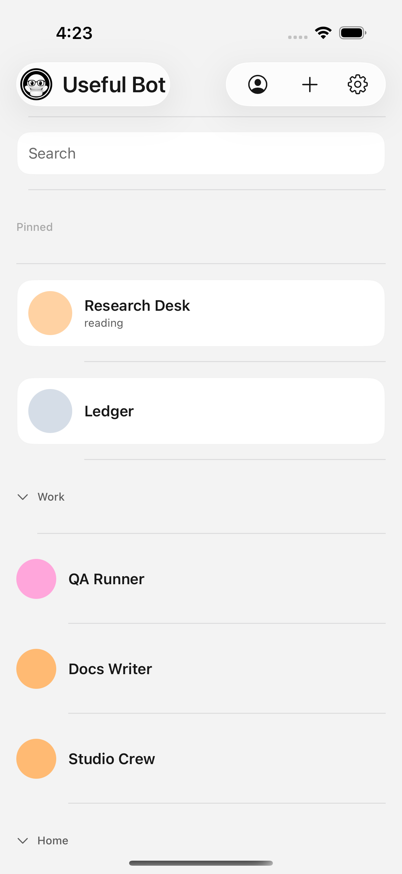 4:23
Useful Bot
Search
Pinned
Research Desk
reading
Ledger
Work
QA Runner
Docs Writer
Studio Crew
Home